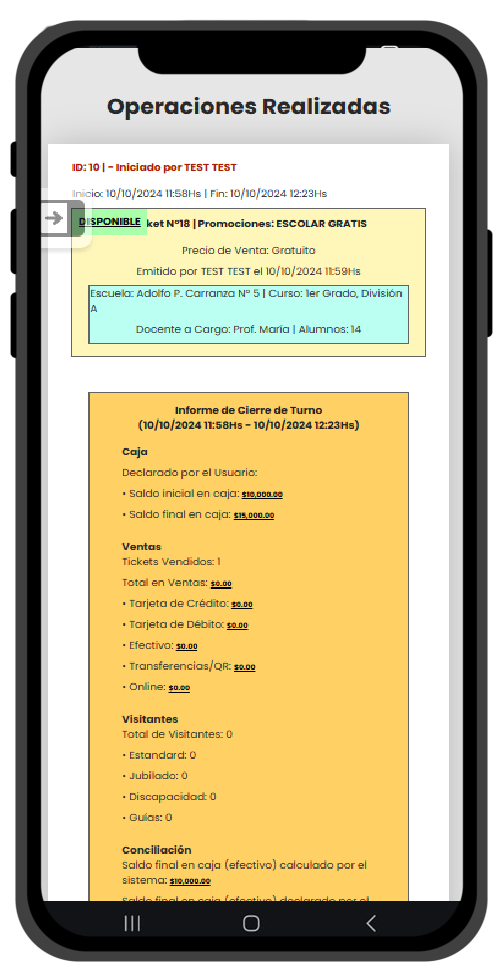 Operaciones Realizadas
ID: 10 | - Iniciado por TEST TEST
Inicio: 10/10/2024 11:58Hs | Fin: 10/10/2024 12:23Hs
DISPONIBLE ket N°18 | Promociones: ESCOLAR GRATIS
Precio de Venta: Gratuito
Emitido por TEST TEST el 10/10/2024 11:59Hs
Escuela: Adolfo P. Carranza N° 5 | Curso: 1er Grado, División
A
Docente a Cargo: Prof. Maria | Alumnos: 14
Informe de Cierre de Turno
(10/10/2024 11:58Hs - 10/10/2024 12:23Hs)
Caja
Declarado por el Usuario:
• Saldo inicial en caja: $10,000.00
• Saldo final en caja: $15,000.00
Ventas
Tickets Vendidos: 1
Total en Ventas: $0.00
• Tarjeta de Crédito: $0.00
• Tarjeta de Débito: $0.00
• Efectivo: $0.00
• Transferencias/QR: $0.00
• Online: $0.00
Visitantes
Total de Visitantes: 0
• Estandard: 0
• Jubilado: 0
• Discapacidad: 0
• Guías: 0
Conciliación
Saldo final en caja (efectivo) calculado por el
sistema: $10,000.00
Saldo final en caja (efectivo) declarado por el